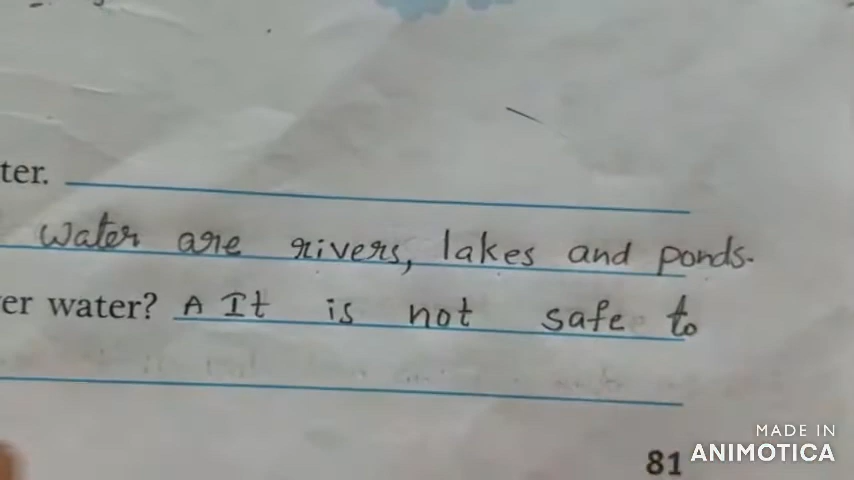 ter.
Water are rivers, lakes and ponds.
er water? A It is not safe to
81
MADE IN
ANIMOTICA